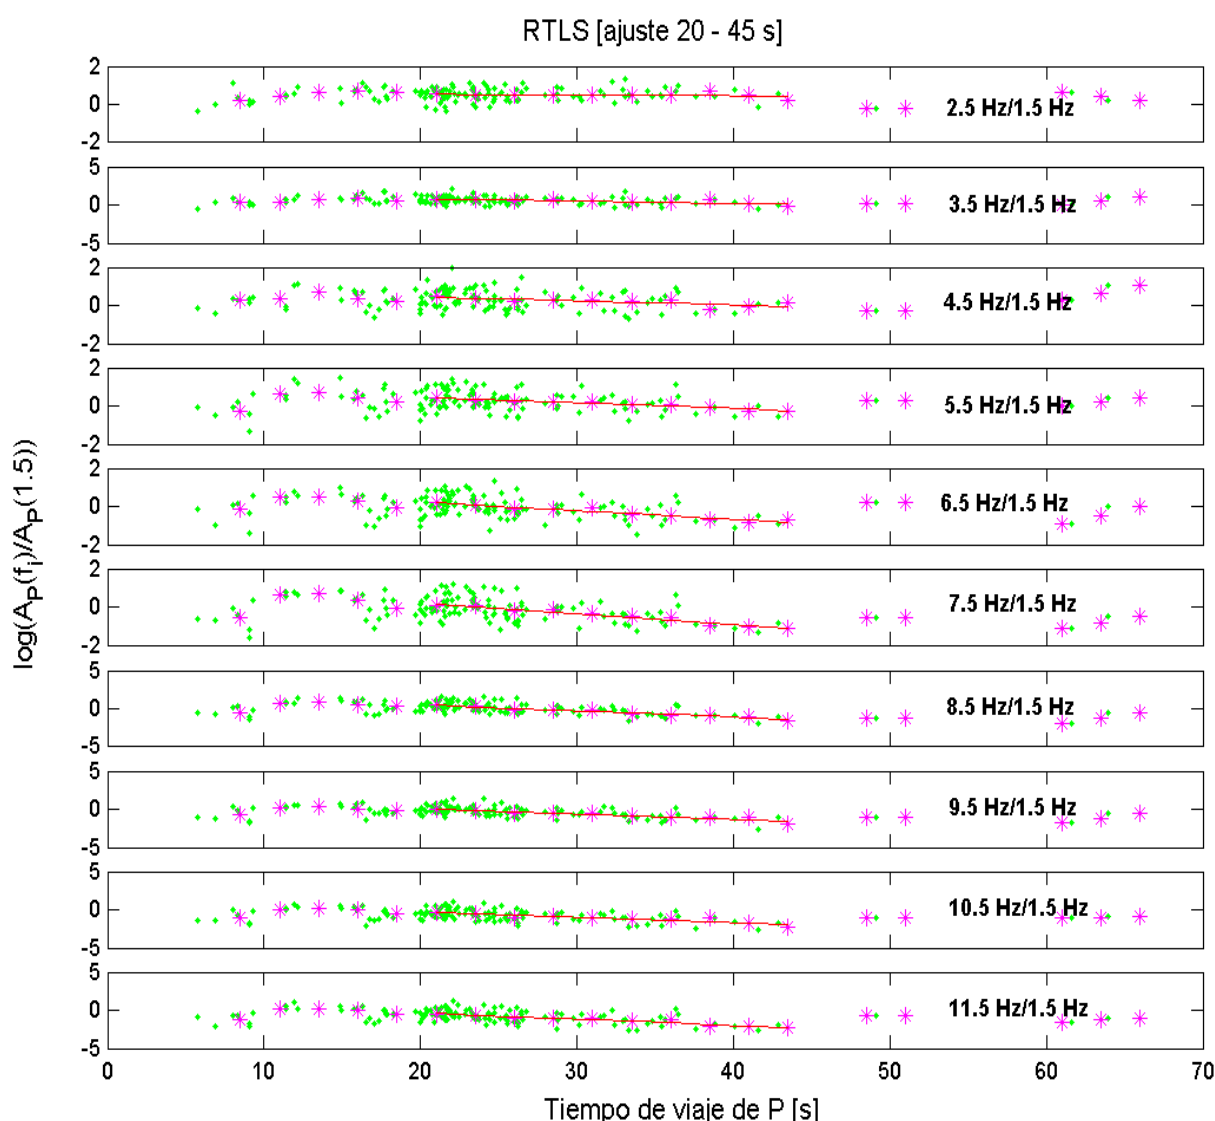 RTLS [ajuste 20 - 45 s]
log(A_P(f_i)/A_P(1.5))
2
0
-2
2.5 Hz/1.5 Hz
5
0
-5
3.5 Hz/1.5 Hz
2
0
-2
4.5 Hz/1.5 Hz
2
0
-2
5.5 Hz/1.5 Hz
2
0
-2
6.5 Hz/1.5 Hz
2
0
-2
7.5 Hz/1.5 Hz
5
0
-5
8.5 Hz/1.5 Hz
5
0
-5
9.5 Hz/1.5 Hz
5
0
-5
10.5 Hz/1.5 Hz
5
0
-5
11.5 Hz/1.5 Hz
0 10 20 30 40 50 60 70
Tiempo de viaje de P [s]